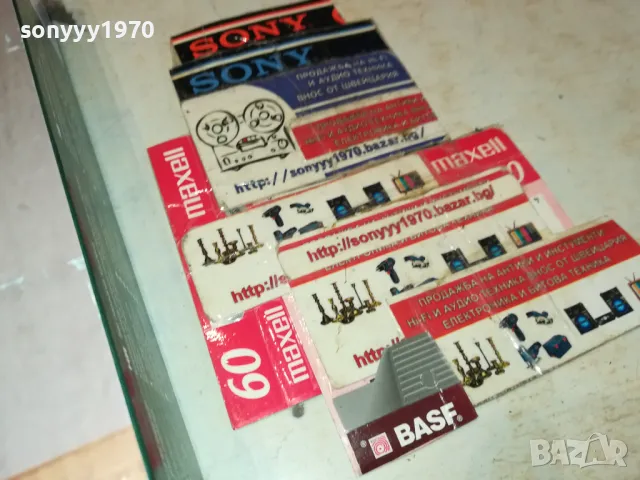 sonyyy1970
SONY
SONY
ПРОДАЖБА НА HI-FI
И АУДИО ТЕХНИКА
ВНОС ОТ ШВЕЙЦАРИЯ
http://sonyyy1970.bazar.bg/
maxell
maxell
http://sonyyy1970.bazar.bg/
http:/
ПРОДАЖБА НА АНТИКИ И ИНСТУМЕНТИ
HI-FI И АУДИО ТЕХНИКА ВНОС ОТ ШВЕЙЦАРИЯ
ЕЛЕКТРОНИКА И БИТОВА ТЕХНИКА
60
maxell
BASF
BAZAR